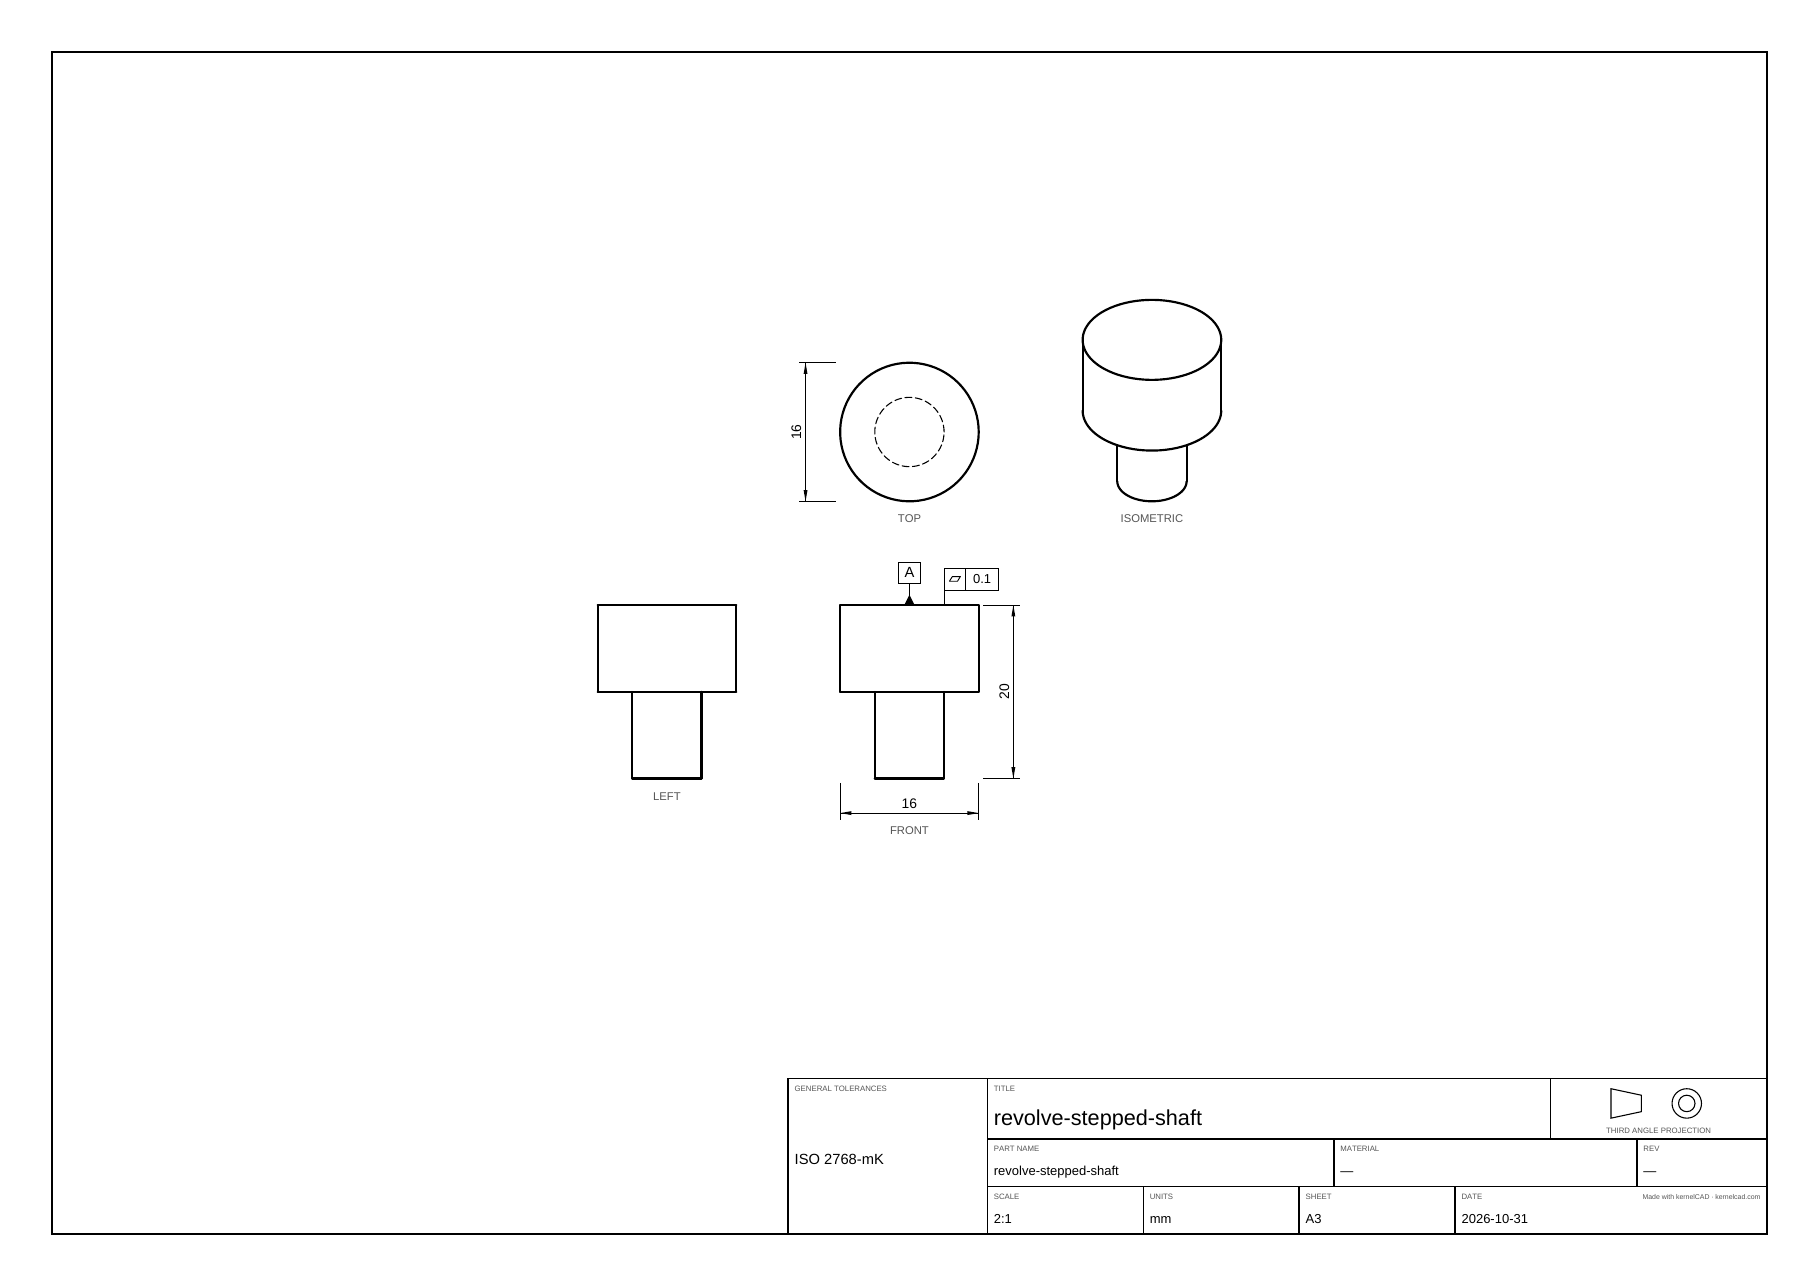 16
TOP
ISOMETRIC
A
0.1
20
LEFT
16
FRONT
GENERAL TOLERANCES
ISO 2768-mK
TITLE
revolve-stepped-shaft
THIRD ANGLE PROJECTION
PART NAME
revolve-stepped-shaft
MATERIAL
—
REV
—
SCALE
2:1
UNITS
mm
SHEET
A3
DATE
2026-10-31
Made with kernelCAD · kernelcad.com